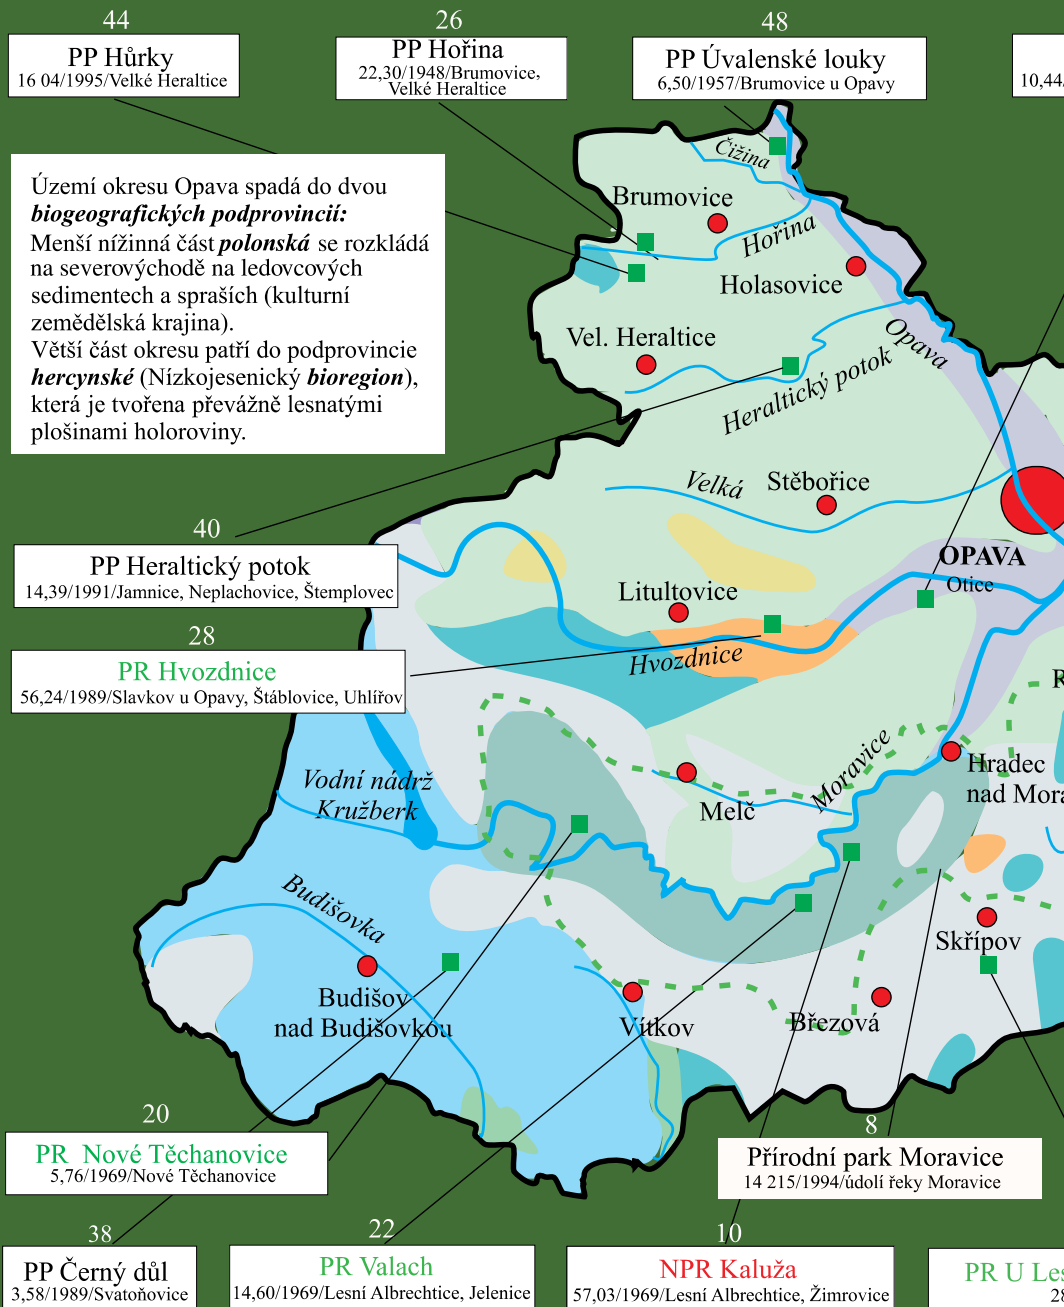 44
PP Hůrky
16 04/1995/Velké Heraltice
26
PP Hořina
22,30/1948/Brumovice,
Velké Heraltice
48
PP Úvalenské louky
6,50/1957/Brumovice u Opavy
10,44/
Území okresu Opava spadá do dvou
biogeografických podprovincií:
Menší nížinná část polonská se rozkládá
na severovýchodě na ledovcových
sedimentech a spraších (kulturní
zemědělská krajina).
Větší část okresu patří do podprovincie
hercynské (Nízkojesenický bioregion),
která je tvořena převážně lesnatými
plošinami holoroviny.
Čižina
Brumovice
Hořina
Holasovice
Vel. Heraltice
Opava
Heraltický potok
Velká
Stěbořice
40
PP Heraltický potok
14,39/1991/Jamnice, Neplachovice, Štemplovec
OPAVA
Otice
Litultovice
28
PR Hvozdnice
56,24/1989/Slavkov u Opavy, Štáblovice, Uhlířov
Hvozdnice
R
Moravice
Hradec
nad Mora
Vodní nádrž
Kružberk
Melč
Budišovka
Skřípov
Budišov
nad Budišovkou
Vítkov
Březová
20
PR Nové Těchanovice
5,76/1969/Nové Těchanovice
8
Přírodní park Moravice
14 215/1994/údolí řeky Moravice
38
PP Černý důl
3,58/1989/Svatoňovice
22
PR Valach
14,60/1969/Lesní Albrechtice, Jelenice
10
NPR Kaluža
57,03/1969/Lesní Albrechtice, Žimrovice
PR U Les
28